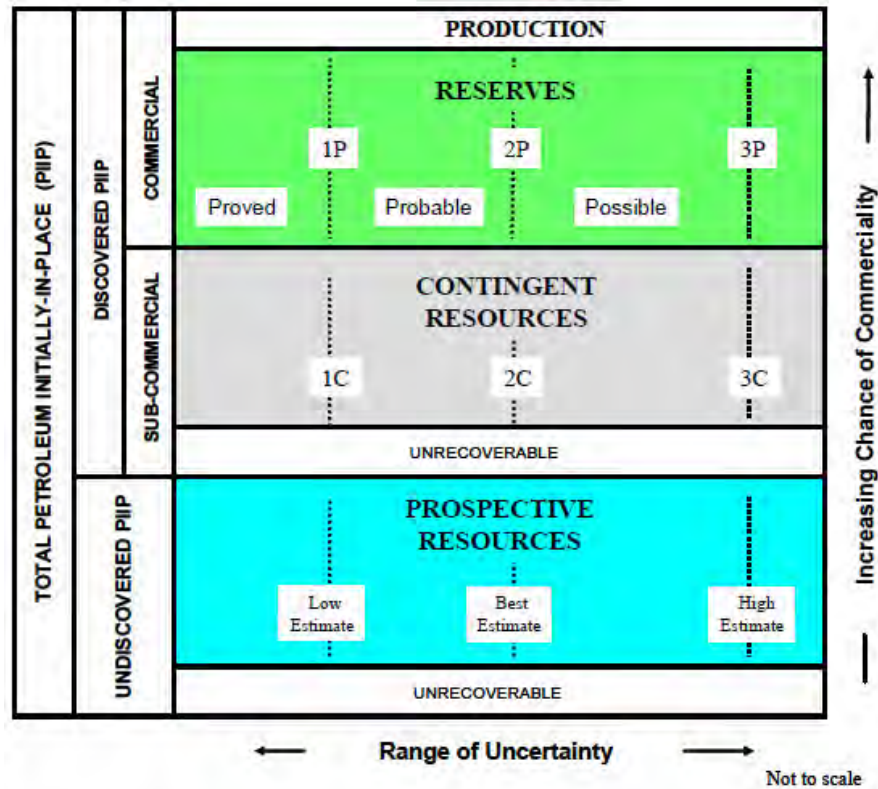 PRODUCTION
RESERVES
1P
2P
3P
Proved
Probable
Possible
CONTINGENT
RESOURCES
1C
2C
3C
UNRECOVERABLE
PROSPECTIVE
RESOURCES
Low
Estimate
Best
Estimate
High
Estimate
UNRECOVERABLE
TOTAL PETROLEUM INITIALLY-IN-PLACE (PIIP)
DISCOVERED PIIP
UNDISCOVERED PIIP
COMMERCIAL
SUB-COMMERCIAL
Increasing Chance of Commerciality
Range of Uncertainty
Not to scale